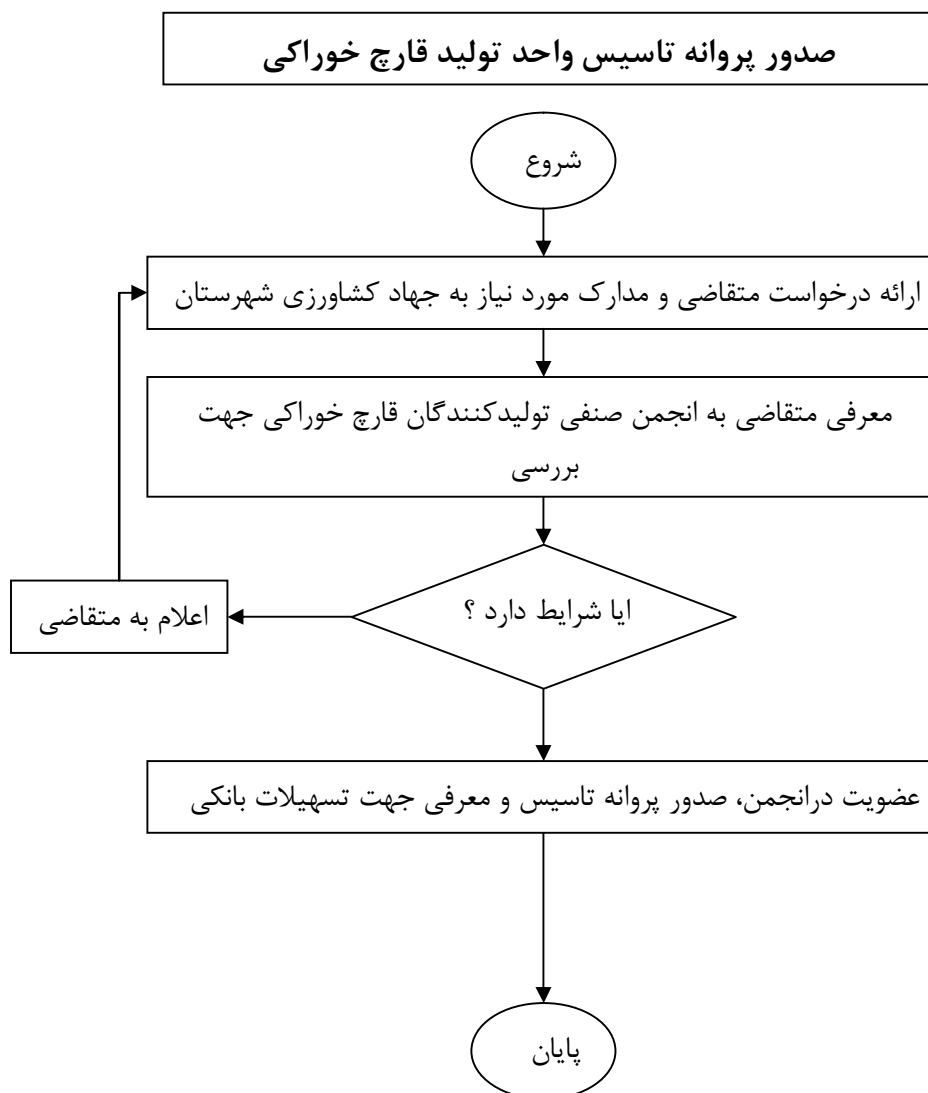 صدور پروانه تاسیس واحد تولید قارچ خوراکی
شروع
ارائه درخواست متقاضی و مدارک مورد نیاز به جهاد کشاورزی شهرستان
معرفی متقاضی به انجمن صنفی تولیدکنندگان قارچ خوراکی جهت
بررسی
ایا شرایط دارد ؟
اعلام به متقاضی
عضویت درانجمن، صدور پروانه تاسیس و معرفی جهت تسهیلات بانکی
پایان